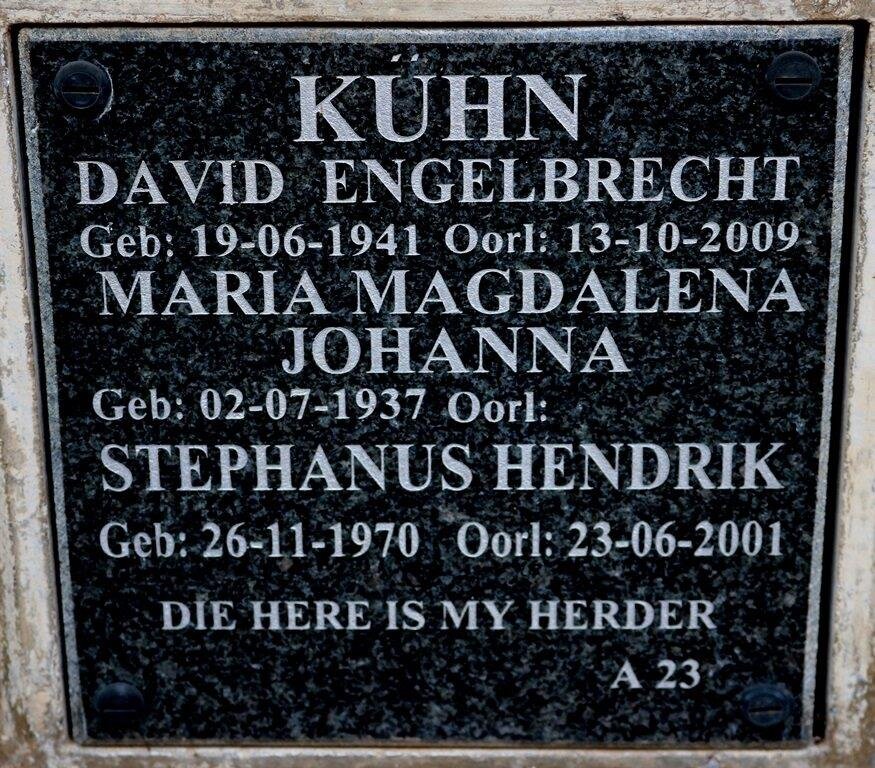 KÜHN
DAVID ENGELBRECHT
Geb: 19-06-1941 Oorl: 13-10-2009
MARIA MAGDALENA
JOHANNA
Geb: 02-07-1937 Oorl:
STEPHANUS HENDRIK
Geb: 26-11-1970 Oorl: 23-06-2001
DIE HERE IS MY HERDER
A 23